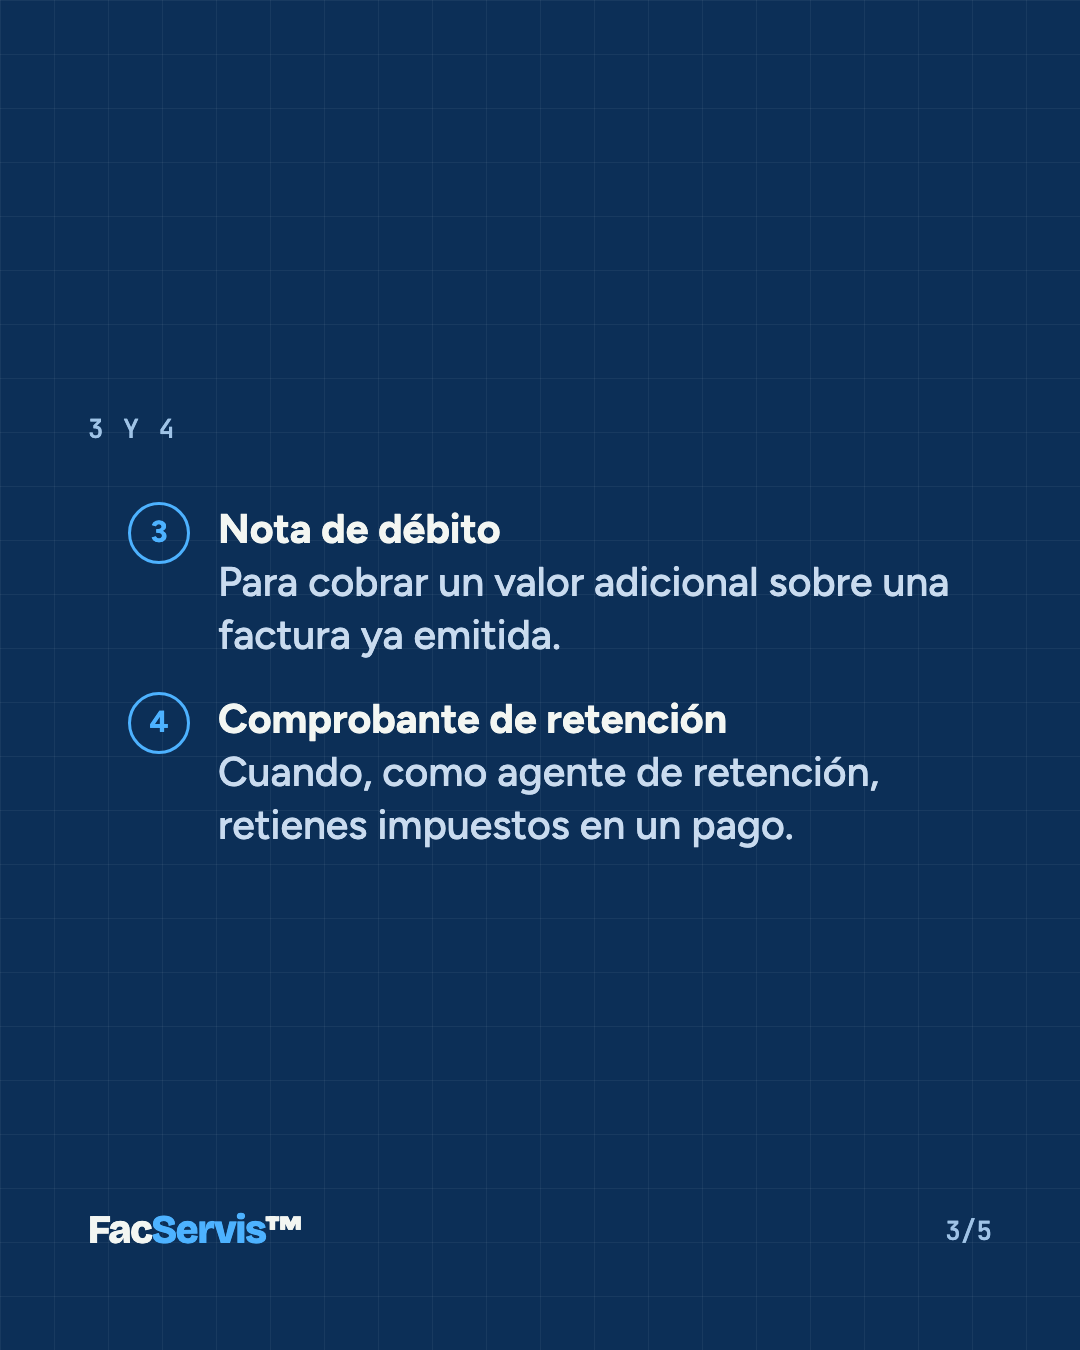 3 Y 4
3
Nota de débito
Para cobrar un valor adicional sobre una
factura ya emitida.
4
Comprobante de retención
Cuando, como agente de retención,
retienes impuestos en un pago.
FacServis™
3/5